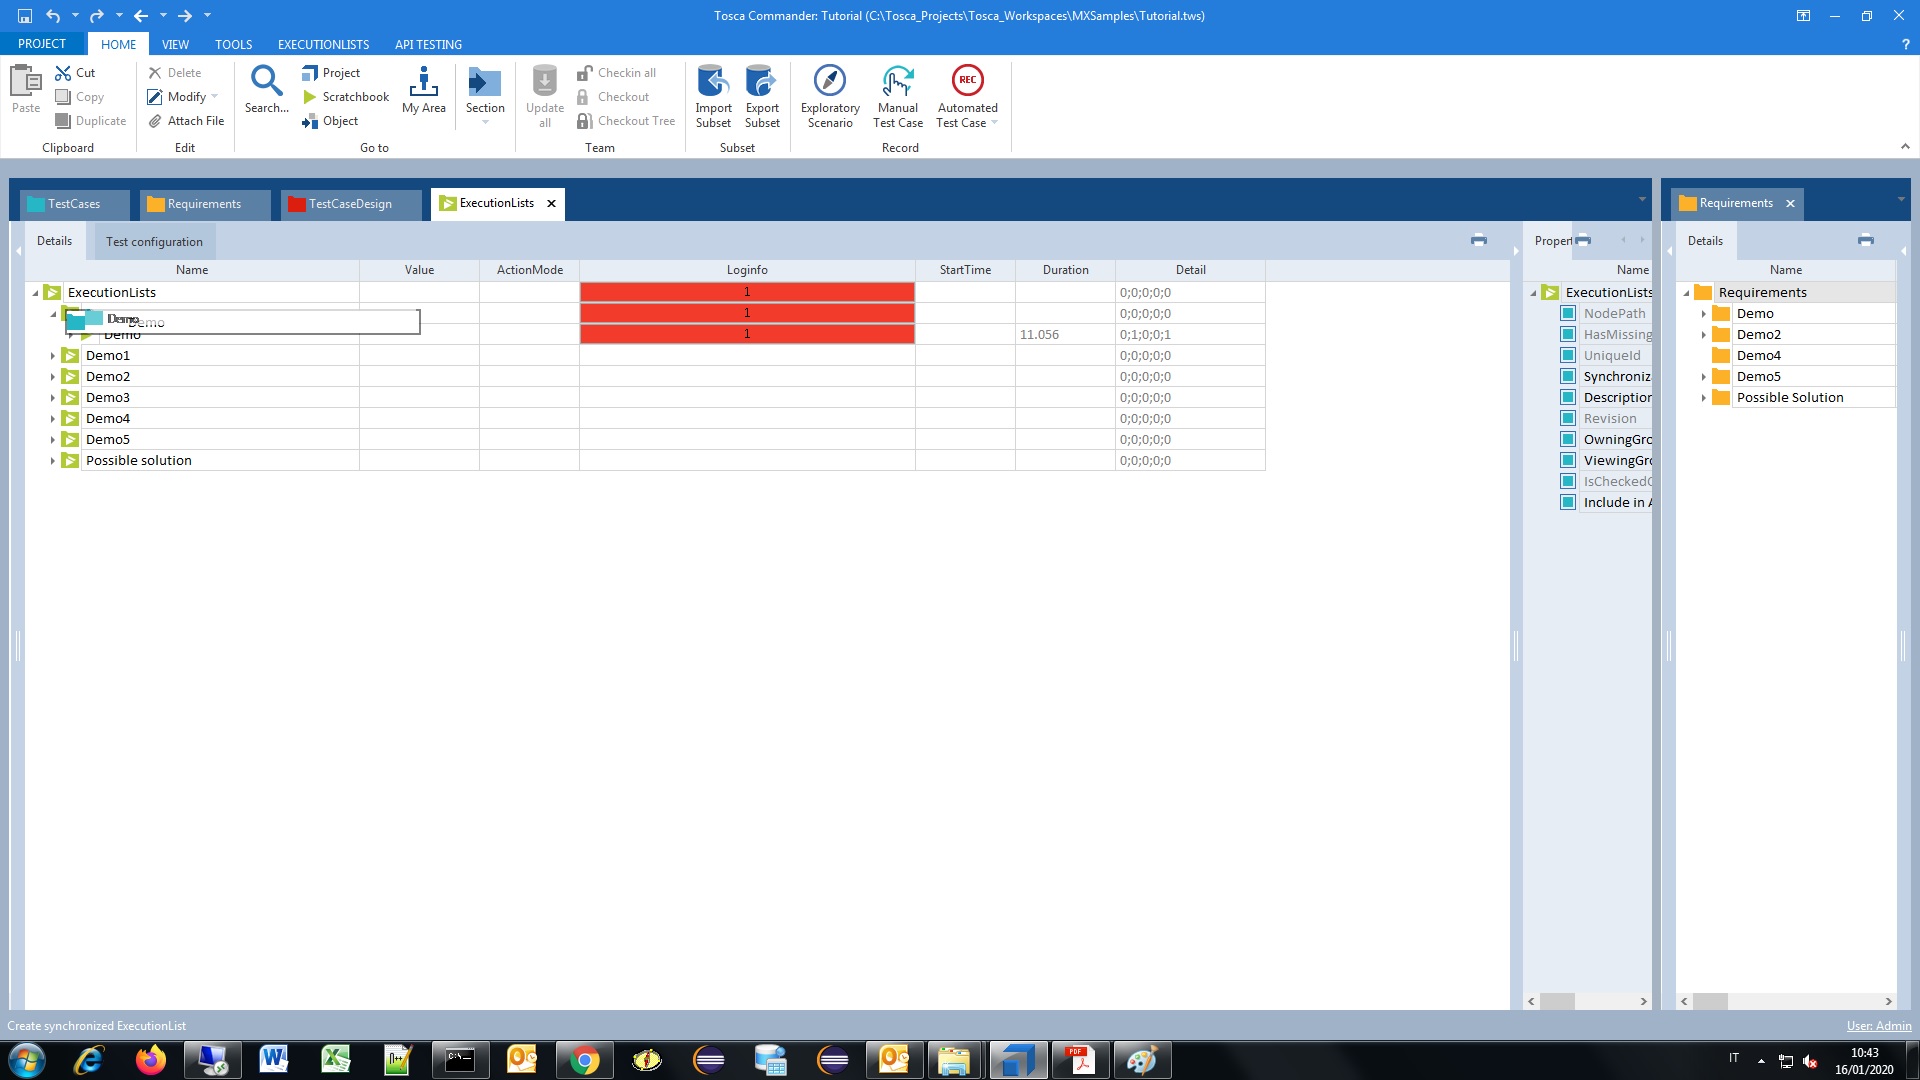 Tosca Commander: Tutorial (C:\Tosca_Projects\Tosca_Workspaces\MXSamples\Tutorial.tws)
PROJECT HOME VIEW TOOLS EXECUTIONLISTS API TESTING ?
Paste
Cut
Copy
Duplicate
Clipboard
Delete
Modify
Attach File
Edit
Search...
Project
Scratchbook
Object
My Area
Section
Go to
Update all
Checkin all
Checkout
Checkout Tree
Team
Import Subset
Export Subset
Subset
Exploratory Scenario
Manual Test Case
REC
Automated Test Case
Record
TestCases Requirements TestCaseDesign ExecutionLists
Details Test configuration
Name Value ActionMode Loginfo StartTime Duration Detail
ExecutionLists 1 0;0;0;0;0
Demo Demo 1 0;0;0;0;0
Demo 1 11.056 0;1;0;0;1
Demo1 0;0;0;0;0
Demo2 0;0;0;0;0
Demo3 0;0;0;0;0
Demo4 0;0;0;0;0
Demo5 0;0;0;0;0
Possible solution 0;0;0;0;0
Propert
Name
ExecutionLists
NodePath
HasMissing
UniqueId
Synchroniz
Description
Revision
OwningGro
ViewingGro
IsCheckedO
Include in A
Requirements
Details
Name
Requirements
Demo
Demo2
Demo4
Demo5
Possible Solution
Create synchronized ExecutionList
User: Admin
IT
10:43
16/01/2020